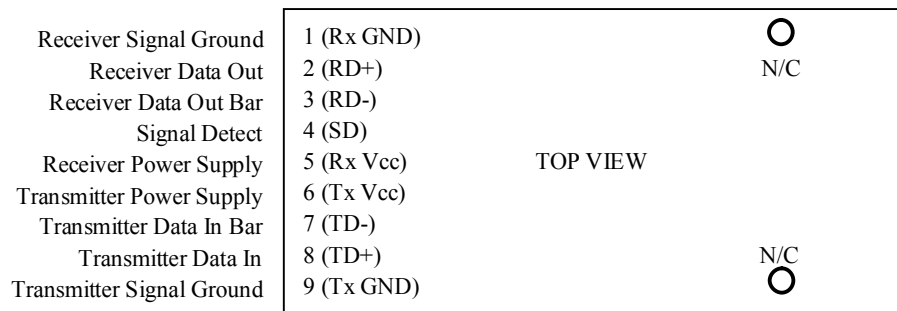 Receiver Signal Ground 1 (Rx GND)
Receiver Data Out 2 (RD+) N/C
Receiver Data Out Bar 3 (RD-)
Signal Detect 4 (SD)
Receiver Power Supply 5 (Rx Vcc) TOP VIEW
Transmitter Power Supply 6 (Tx Vcc)
Transmitter Data In Bar 7 (TD-)
Transmitter Data In 8 (TD+) N/C
Transmitter Signal Ground 9 (Tx GND)